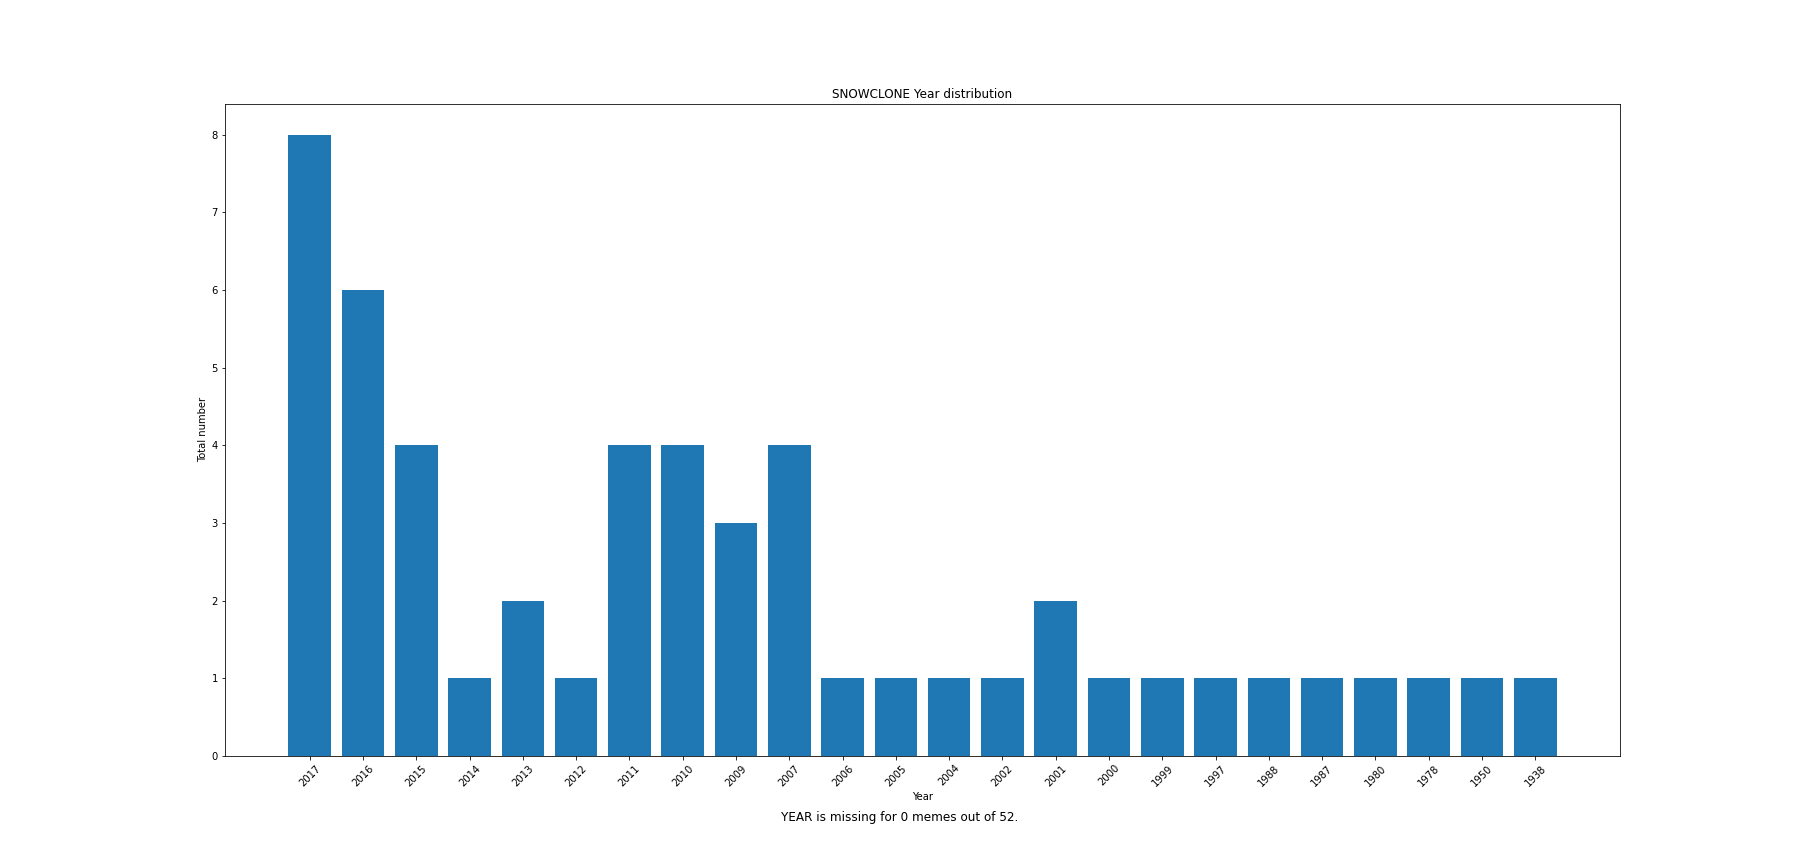 SNOWCLONE Year distribution
8
7
6
5
4
3
2
1
0
Total number
2017 2016 2015 2014 2013 2012 2011 2010 2009 2007 2006 2005 2004 2002 2001 2000 1999 1997 1988 1987 1980 1978 1950 1938
Year
YEAR is missing for 0 memes out of 52.